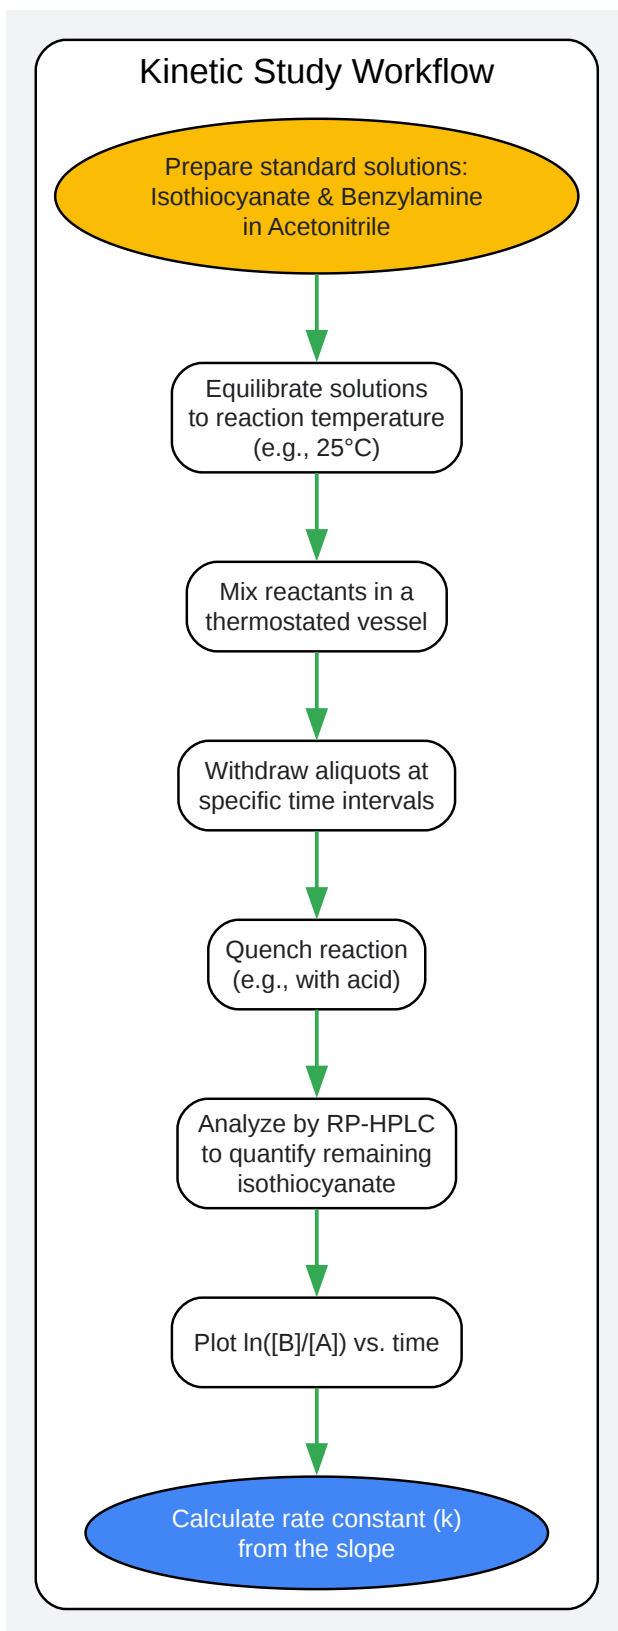 Kinetic Study Workflow
Prepare standard solutions:
Isothiocyanate & Benzylamine
in Acetonitrile
Equilibrate solutions
to reaction temperature
(e.g., 25°C)
Mix reactants in a
thermostated vessel
Withdraw aliquots at
specific time intervals
Quench reaction
(e.g., with acid)
Analyze by RP-HPLC
to quantify remaining
isothiocyanate
Plot ln([B]/[A]) vs. time
Calculate rate constant (k)
from the slope